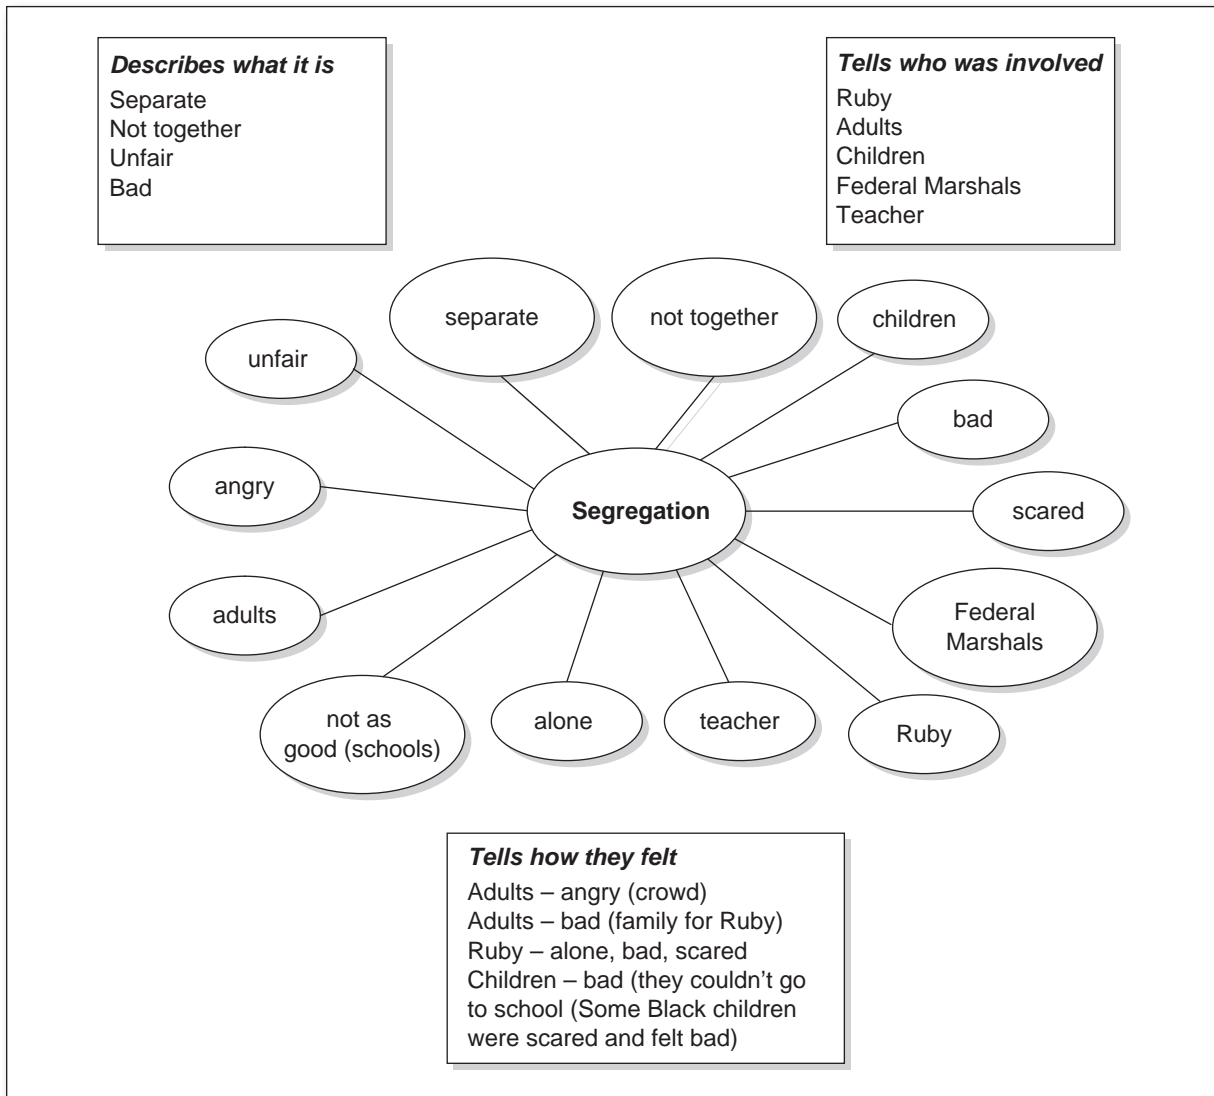 Describes what it is
Separate
Not together
Unfair
Bad
Tells who was involved
Ruby
Adults
Children
Federal Marshals
Teacher
separate
not together
children
unfair
bad
angry
Segregation
scared
adults
Federal
Marshals
not as
good (schools)
alone
teacher
Ruby
Tells how they felt
Adults – angry (crowd)
Adults – bad (family for Ruby)
Ruby – alone, bad, scared
Children – bad (they couldn’t go
to school (Some Black children
were scared and felt bad)